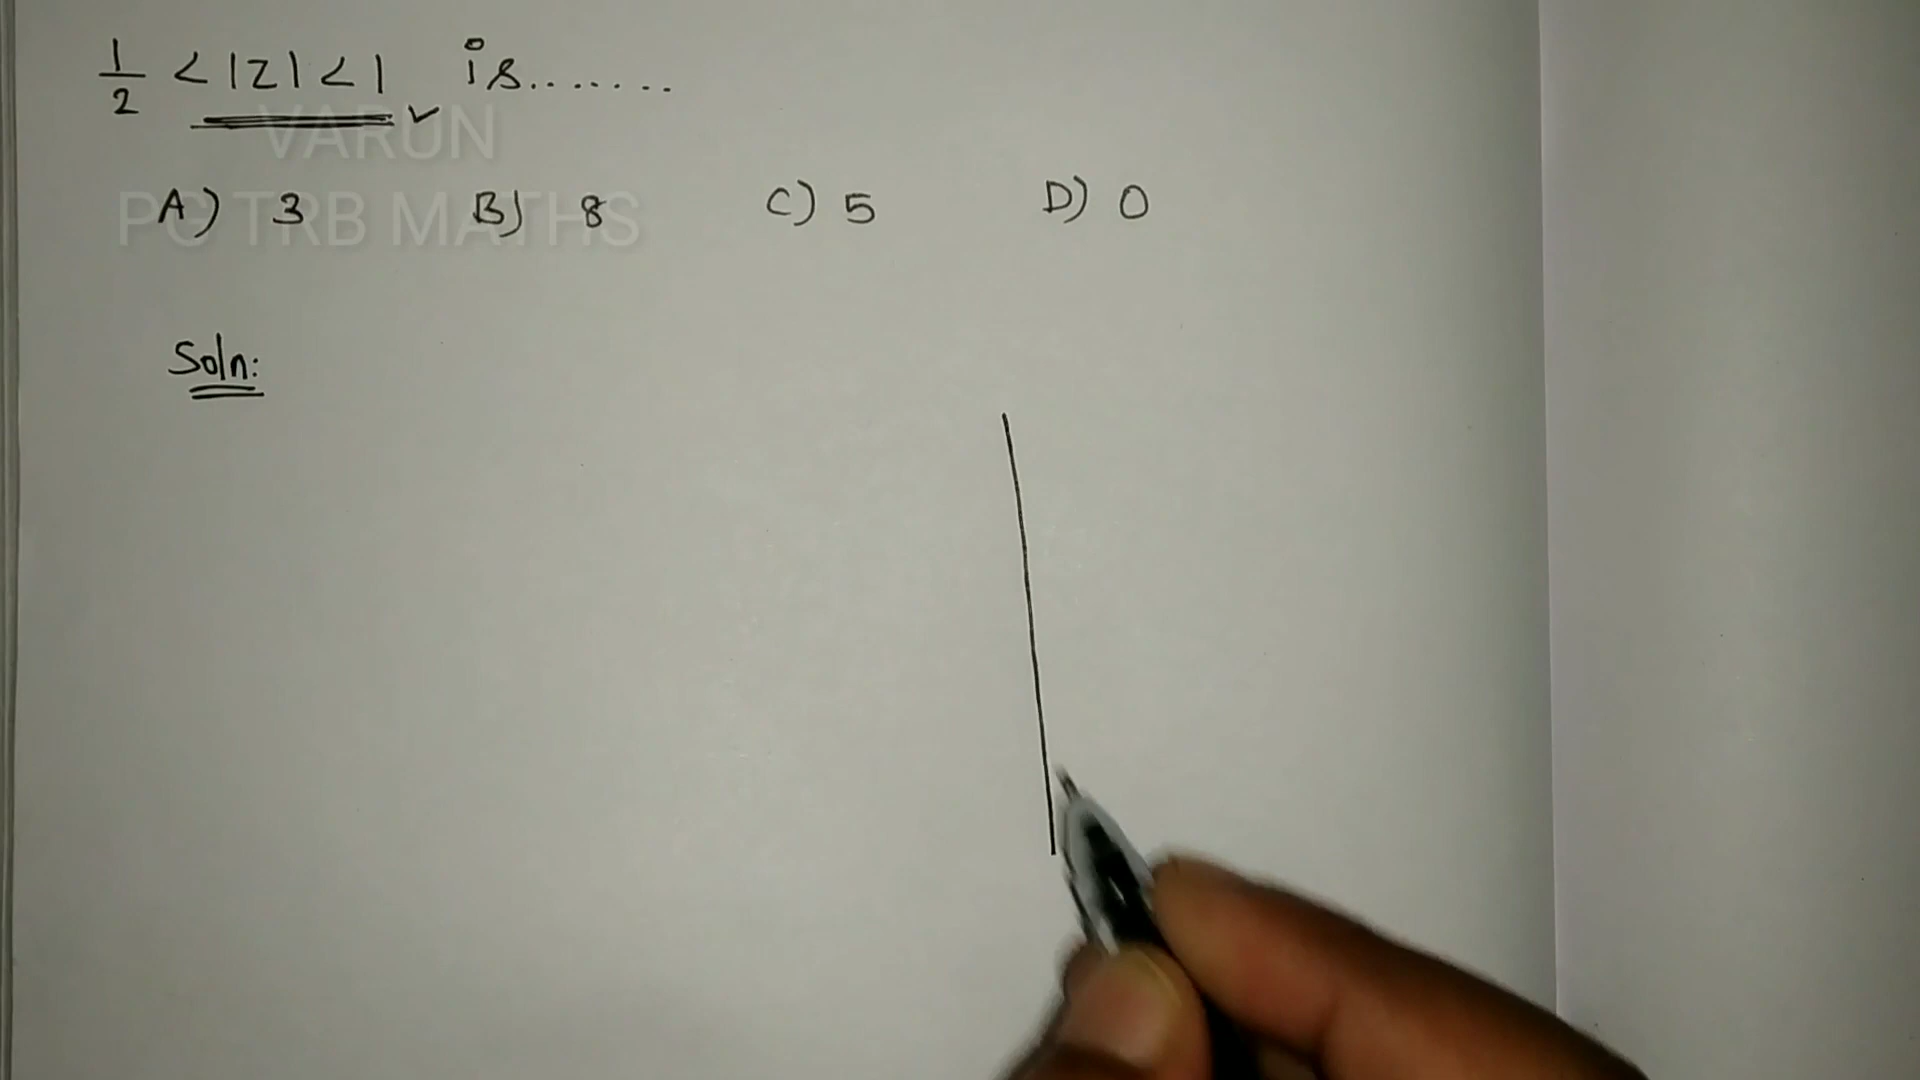 1/2 < |z| < 1 is.......
VARUN
PG TRB MATHS
A) 3 B) 8 C) 5 D) 0
Soln: